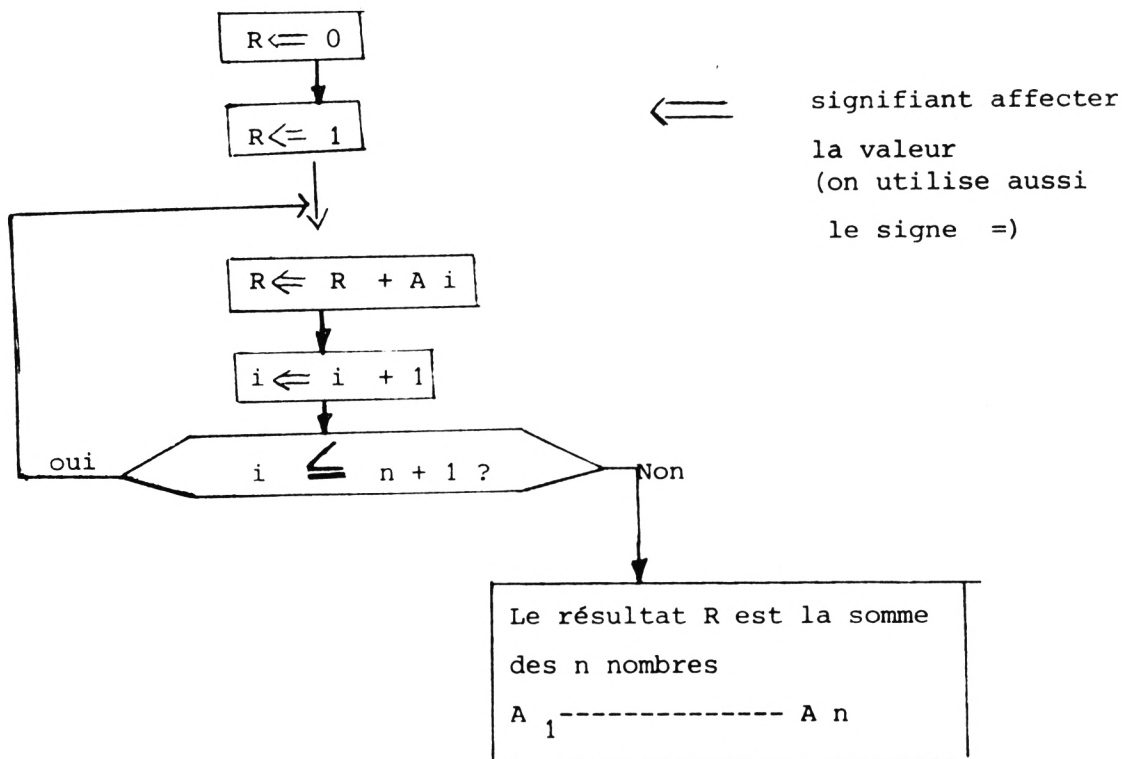 R <= 0
R <= 1
<= signifiant affecter
la valeur
(on utilise aussi
le signe =)
R <= R + A i
i <= i + 1
oui
i ≤ n + 1 ?
Non
Le résultat R est la somme
des n nombres
A 1 --------------- A n